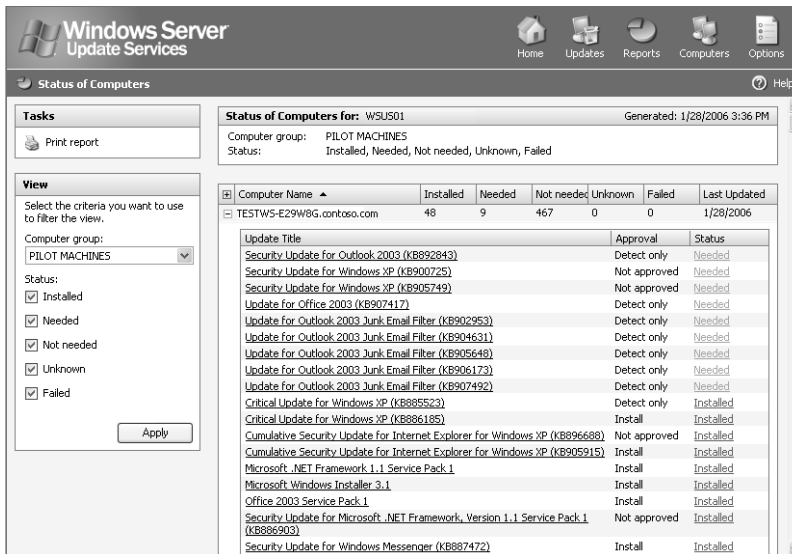 Windows Server
Update Services
Home Updates Reports Computers Options
Status of Computers
Help
Tasks
Print report
View
Select the criteria you want to use
to filter the view.
Computer group:
PILOT MACHINES
Status:
Installed
Needed
Not needed
Unknown
Failed
Apply
Status of Computers for: WSUS01 Generated: 1/28/2006 3:36 PM
Computer group: PILOT MACHINES
Status: Installed, Needed, Not needed, Unknown, Failed
Computer Name Installed Needed Not needed Unknown Failed Last Updated
TESTWS-E29W8G.contoso.com 48 9 467 0 0 1/28/2006
Update Title Approval Status
Security Update for Outlook 2003 (KB892843) Detect only Needed
Security Update for Windows XP (KB900725) Not approved Needed
Security Update for Windows XP (KB905749) Not approved Needed
Update for Office 2003 (KB907417) Detect only Needed
Update for Outlook 2003 Junk Email Filter (KB902953) Detect only Needed
Update for Outlook 2003 Junk Email Filter (KB904631) Detect only Needed
Update for Outlook 2003 Junk Email Filter (KB905648) Detect only Needed
Update for Outlook 2003 Junk Email Filter (KB906173) Detect only Needed
Update for Outlook 2003 Junk Email Filter (KB907492) Detect only Needed
Critical Update for Windows XP (KB885523) Detect only Installed
Critical Update for Windows XP (KB886185) Install Installed
Cumulative Security Update for Internet Explorer for Windows XP (KB896688) Not approved Installed
Cumulative Security Update for Internet Explorer for Windows XP (KB905915) Install Installed
Microsoft .NET Framework 1.1 Service Pack 1 Install Installed
Microsoft Windows Installer 3.1 Install Installed
Office 2003 Service Pack 1 Install Installed
Security Update for Microsoft .NET Framework, Version 1.1 Service Pack 1 Not approved Installed
(KB886903)
Security Update for Windows Messenger (KB887472) Install Installed